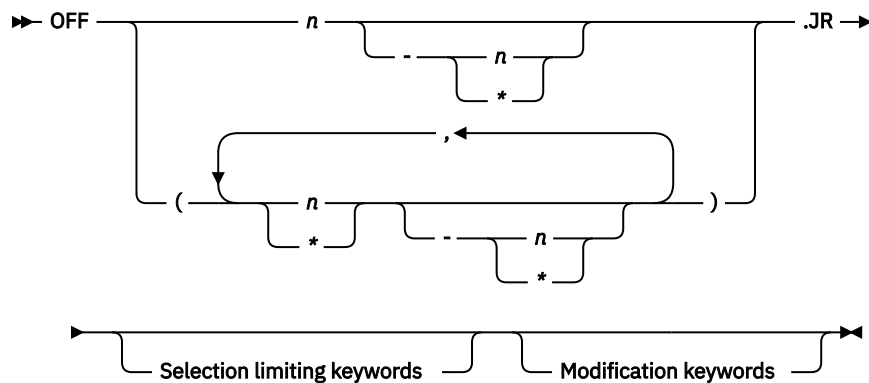 OFF n .JR
- n
*
,
( n )
* - n
*
Selection limiting keywords Modification keywords